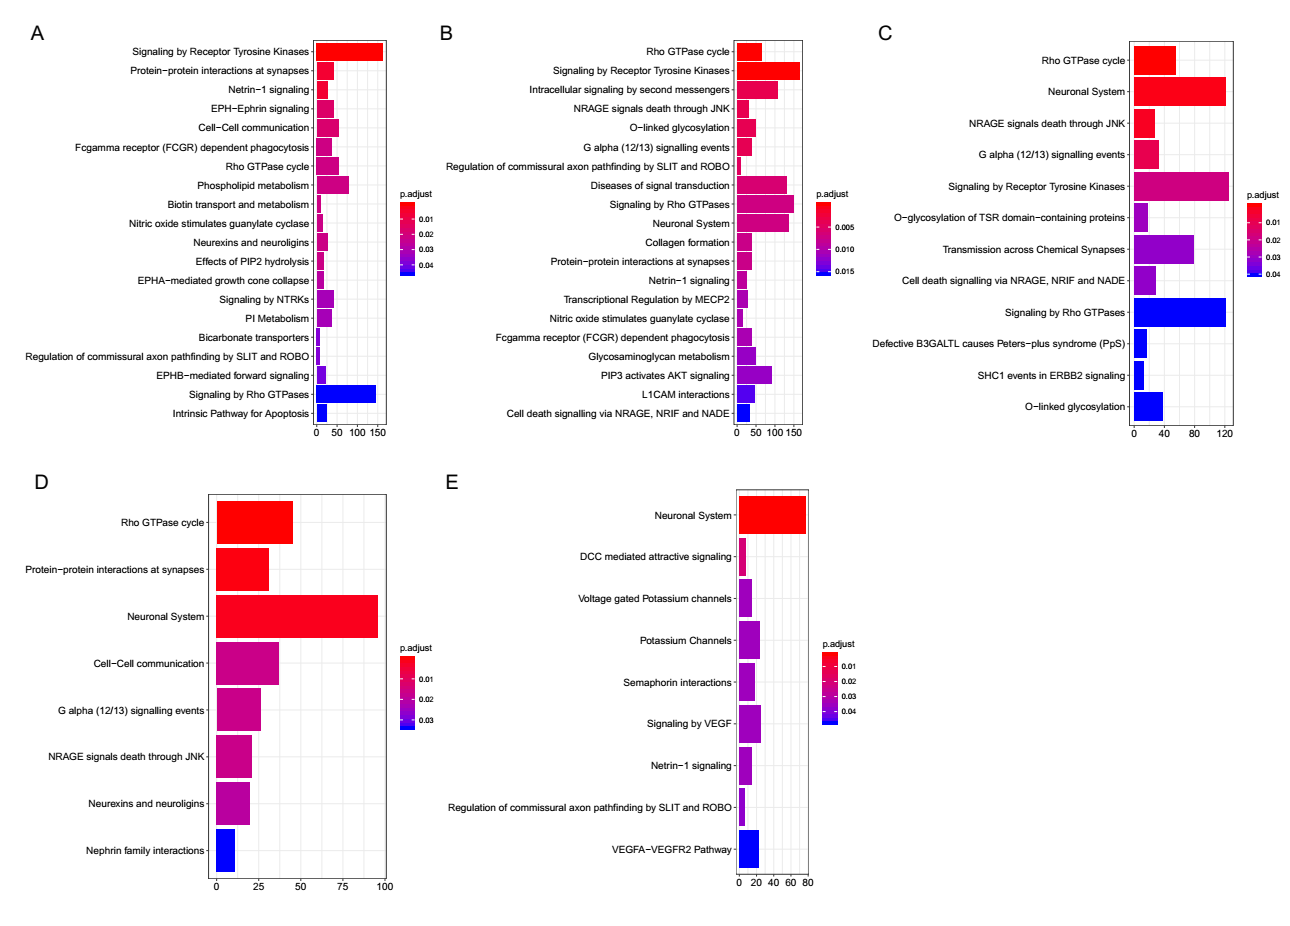 A
Signaling by Receptor Tyrosine Kinases
Protein−protein interactions at synapses
Netrin−1 signaling
EPH−Ephrin signaling
Cell−Cell communication
Fcgamma receptor (FCGR) dependent phagocytosis
Rho GTPase cycle
Phospholipid metabolism
Biotin transport and metabolism
Nitric oxide stimulates guanylate cyclase
Neurexins and neuroligins
Effects of PIP2 hydrolysis
EPHA−mediated growth cone collapse
Signaling by NTRKs
PI Metabolism
Bicarbonate transporters
Regulation of commissural axon pathfinding by SLIT and ROBO
EPHB−mediated forward signaling
Signaling by Rho GTPases
Intrinsic Pathway for Apoptosis
0 50 100 150
p.adjust
0.01
0.02
0.03
0.04
B
Rho GTPase cycle
Signaling by Receptor Tyrosine Kinases
Intracellular signaling by second messengers
NRAGE signals death through JNK
O−linked glycosylation
G alpha (12/13) signalling events
Regulation of commissural axon pathfinding by SLIT and ROBO
Diseases of signal transduction
Signaling by Rho GTPases
Neuronal System
Collagen formation
Protein−protein interactions at synapses
Netrin−1 signaling
Transcriptional Regulation by MECP2
Nitric oxide stimulates guanylate cyclase
Fcgamma receptor (FCGR) dependent phagocytosis
Glycosaminoglycan metabolism
PIP3 activates AKT signaling
L1CAM interactions
Cell death signalling via NRAGE, NRIF and NADE
0 50 100 150
p.adjust
0.005
0.010
0.015
C
Rho GTPase cycle
Neuronal System
NRAGE signals death through JNK
G alpha (12/13) signalling events
Signaling by Receptor Tyrosine Kinases
O−glycosylation of TSR domain−containing proteins
Transmission across Chemical Synapses
Cell death signalling via NRAGE, NRIF and NADE
Signaling by Rho GTPases
Defective B3GALTL causes Peters−plus syndrome (PpS)
SHC1 events in ERBB2 signaling
O−linked glycosylation
0 40 80 120
p.adjust
0.01
0.02
0.03
0.04
D
Rho GTPase cycle
Protein−protein interactions at synapses
Neuronal System
Cell−Cell communication
G alpha (12/13) signalling events
NRAGE signals death through JNK
Neurexins and neuroligins
Nephrin family interactions
0 25 50 75 100
p.adjust
0.01
0.02
0.03
E
Neuronal System
DCC mediated attractive signaling
Voltage gated Potassium channels
Potassium Channels
Semaphorin interactions
Signaling by VEGF
Netrin−1 signaling
Regulation of commissural axon pathfinding by SLIT and ROBO
VEGFA−VEGFR2 Pathway
0 20 40 60 80
p.adjust
0.01
0.02
0.03
0.04